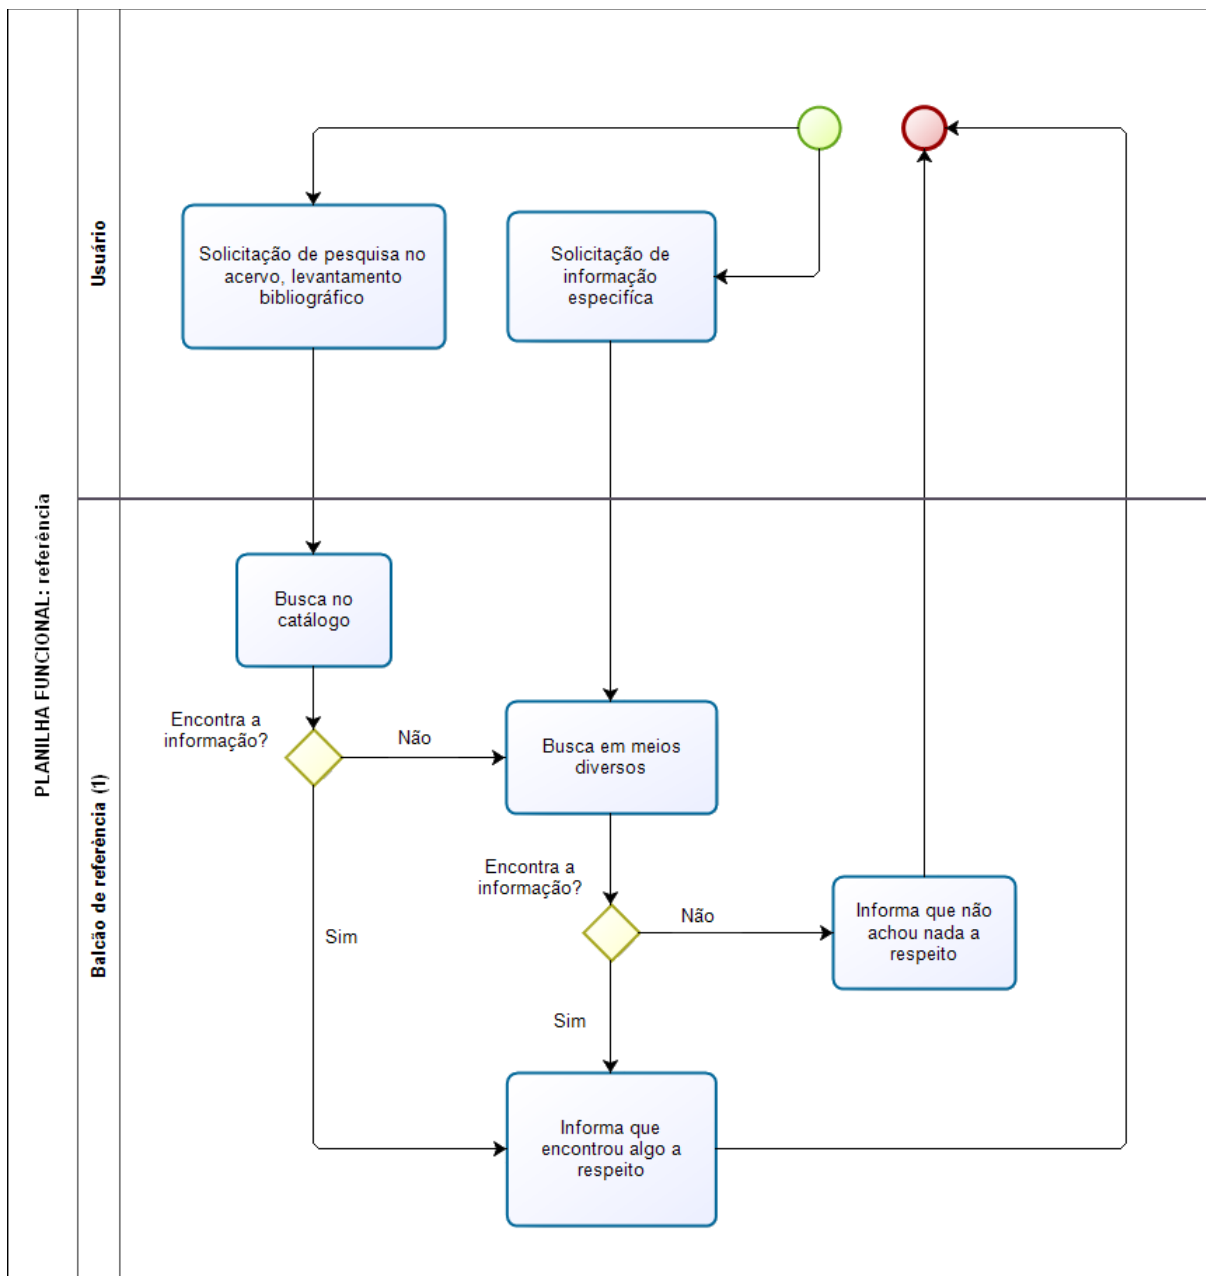 PLANILHA FUNCIONAL: referência
Usuário
Solicitação de pesquisa no
acervo, levantamento
bibliográfico
Solicitação de
informação
especifíca
Balcão de referência (1)
Busca no
catálogo
Encontra a
informação?
Não
Busca em meios
diversos
Encontra a
informação?
Não
Informa que não
achou nada a
respeito
Sim
Sim
Informa que
encontrou algo a
respeito